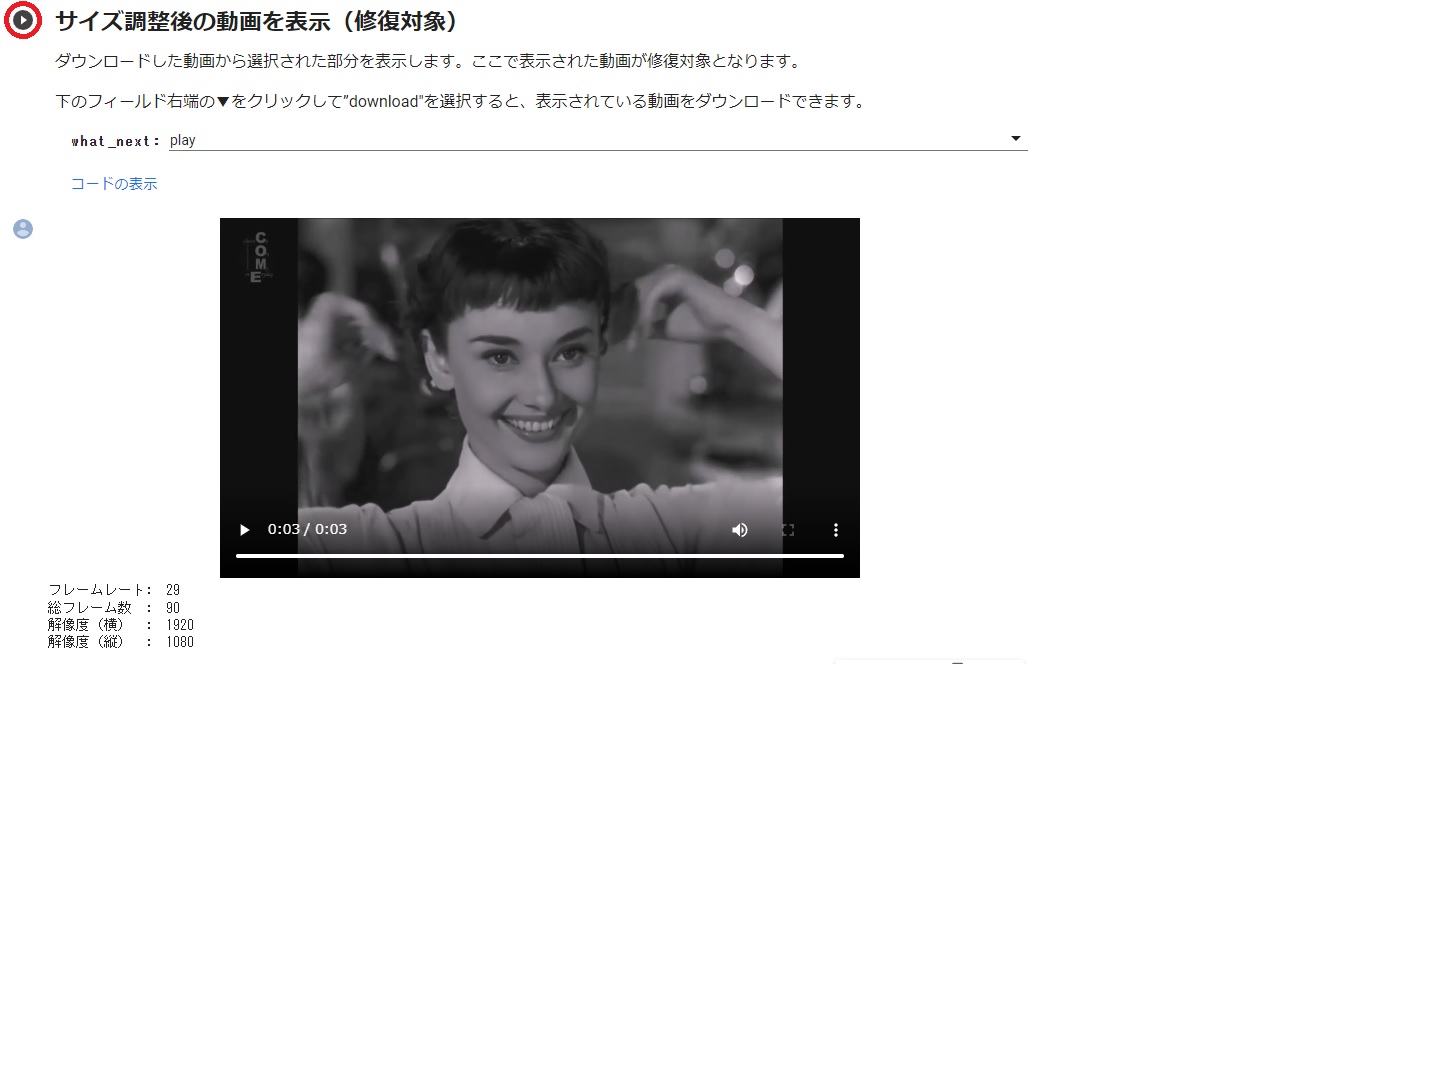 サイズ調整後の動画を表示（修復対象）
ダウンロードした動画から選択された部分を表示します。ここで表示された動画が修復対象となります。
下のフィールド右端の▼をクリックして”download"を選択すると、表示されている動画をダウンロードできます。
what_next: play
コードの表示
COME
0:03 / 0:03
フレームレート: 29
総フレーム数 : 90
解像度（横） : 1920
解像度（縦） : 1080